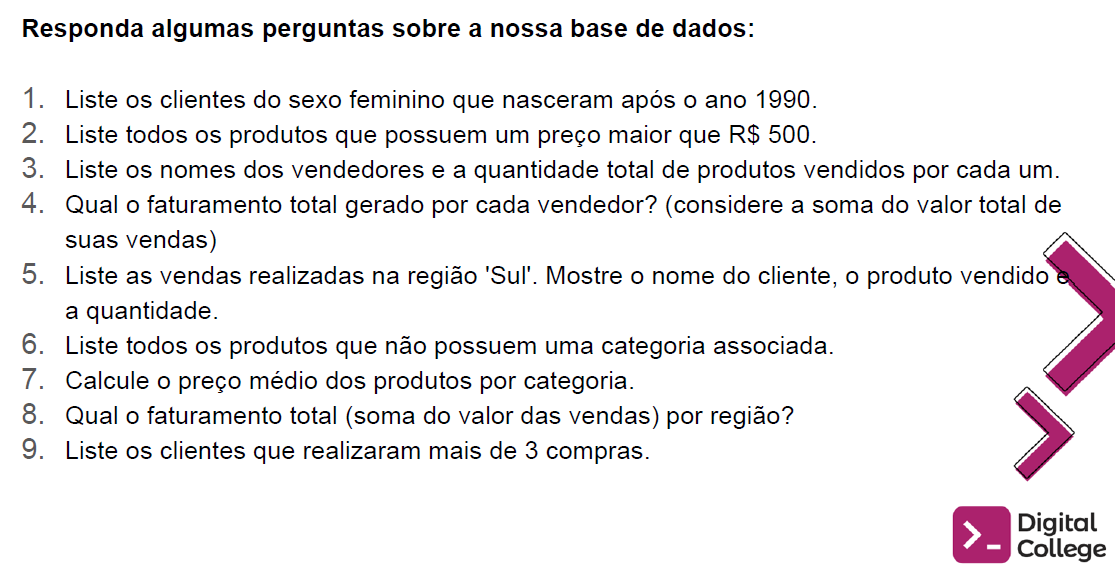 Responda algumas perguntas sobre a nossa base de dados:
1. Liste os clientes do sexo feminino que nasceram após o ano 1990.
2. Liste todos os produtos que possuem um preço maior que R$ 500.
3. Liste os nomes dos vendedores e a quantidade total de produtos vendidos por cada um.
4. Qual o faturamento total gerado por cada vendedor? (considere a soma do valor total de
suas vendas)
5. Liste as vendas realizadas na região 'Sul'. Mostre o nome do cliente, o produto vendido e
a quantidade.
6. Liste todos os produtos que não possuem uma categoria associada.
7. Calcule o preço médio dos produtos por categoria.
8. Qual o faturamento total (soma do valor das vendas) por região?
9. Liste os clientes que realizaram mais de 3 compras.
Digital
College